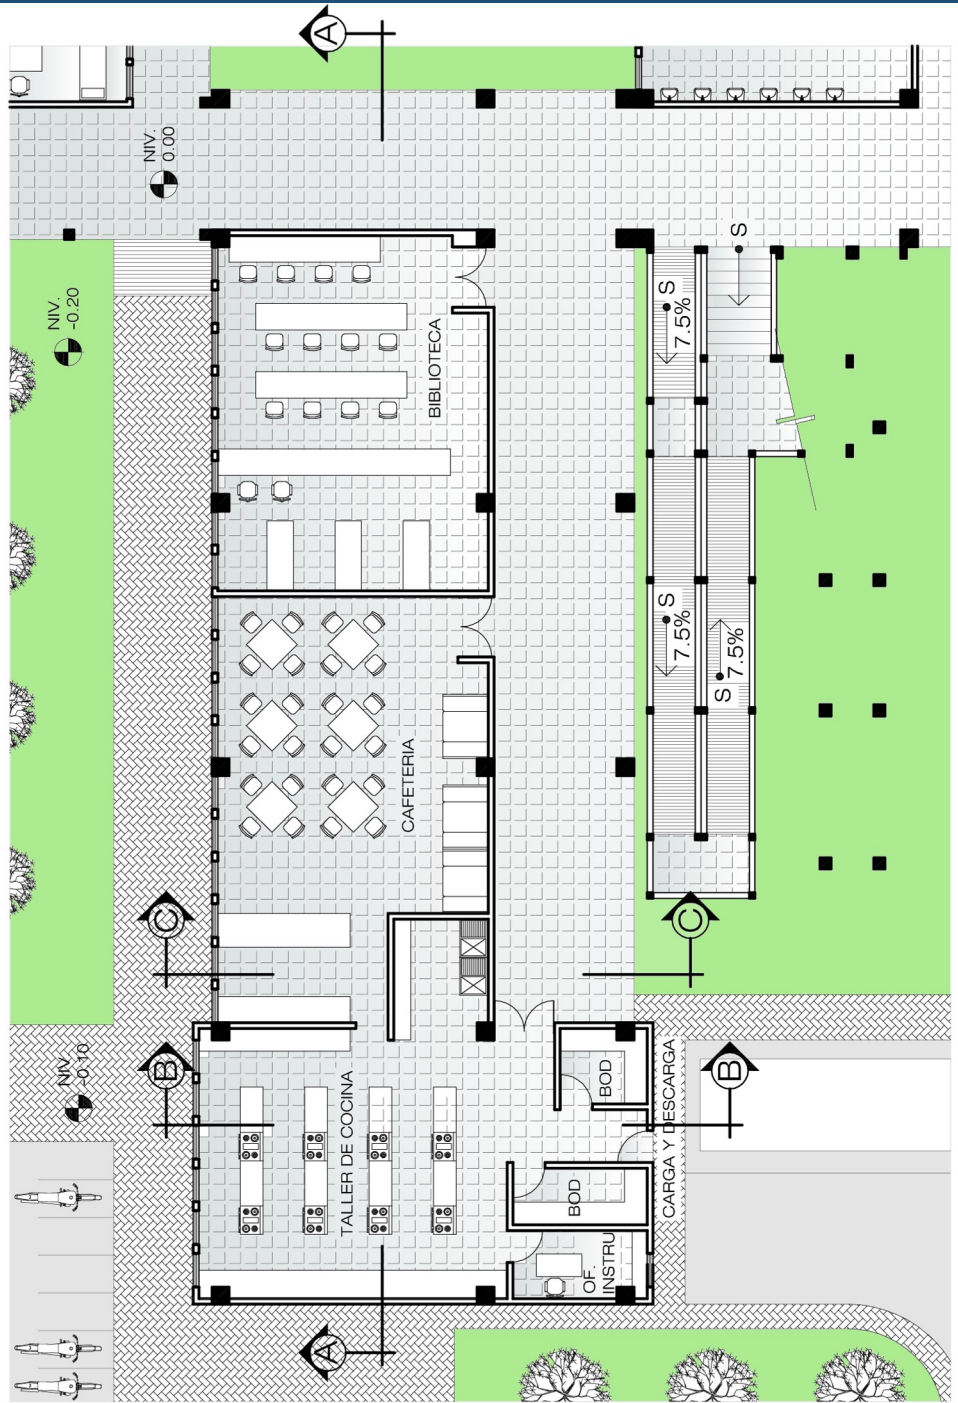 A
NIV.
0.00
NIV.
-0.20
S
S
7.5%
BIBLIOTECA
S
7.5%
S
7.5%
CAFETERIA
C
C
NIV.
-0.10
B
B
BOD
TALLER DE COCINA
CARGA Y DESCARGA
BOD
OF.
INSTRU
A